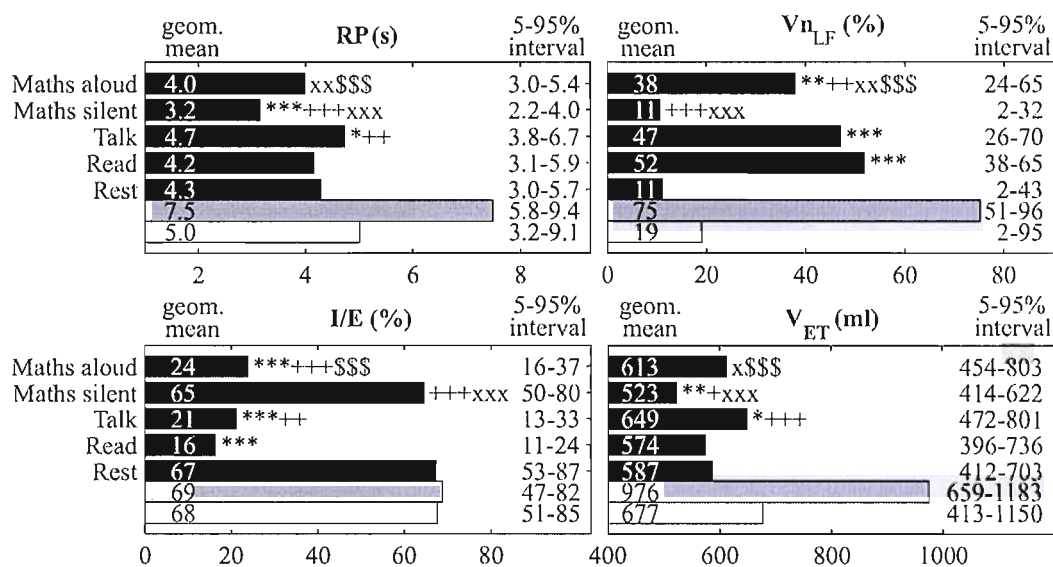 geom. mean RP (s) 5-95% interval
Maths aloud 4.0 xx$$$ 3.0-5.4
Maths silent 3.2 ***+++xxx 2.2-4.0
Talk 4.7 *++ 3.8-6.7
Read 4.2 3.1-5.9
Rest 4.3 3.0-5.7
7.5 5.8-9.4
5.0 3.2-9.1
2 4 6 8
geom. mean Vn_LF (%) 5-95% interval
38 **++xx$$$ 24-65
11 +++xxx 2-32
47 *** 26-70
52 *** 38-65
11 2-43
75 51-96
19 2-95
0 20 40 60 80
geom. mean I/E (%) 5-95% interval
Maths aloud 24 ***+++$$$ 16-37
Maths silent 65 +++xxx 50-80
Talk 21 ***++ 13-33
Read 16 *** 11-24
Rest 67 53-87
69 47-82
68 51-85
0 20 40 60 80
geom. mean V_ET (ml) 5-95% interval
613 x$$$ 454-803
523 **+xxx 414-622
649 *+++ 472-801
574 396-736
587 412-703
976 659-1183
677 413-1150
400 600 800 1000